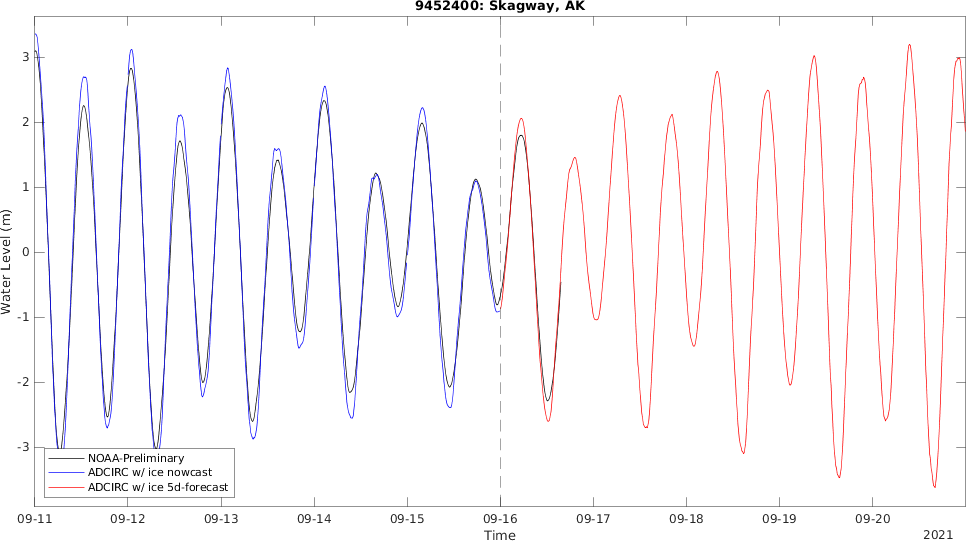 9452400: Skagway, AK
Water Level (m)
3
2
1
0
-1
-2
-3
NOAA-Preliminary
ADCIRC w/ ice nowcast
ADCIRC w/ ice 5d-forecast
09-11 09-12 09-13 09-14 09-15 09-16 09-17 09-18 09-19 09-20
Time
2021